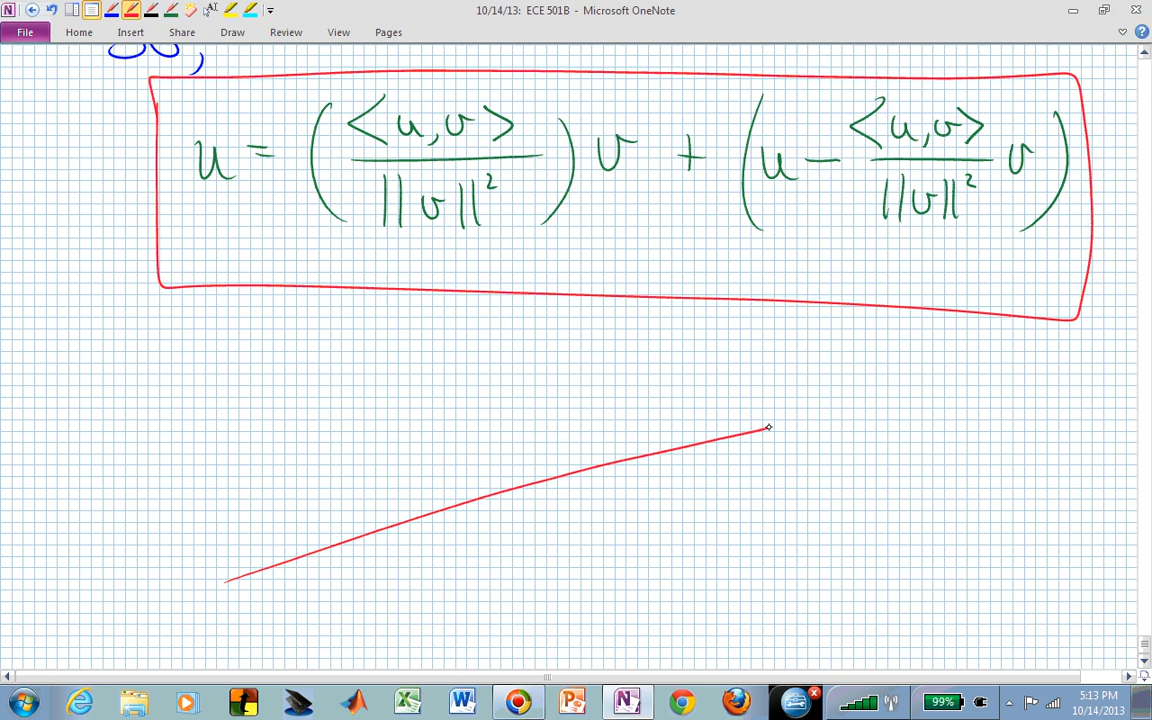 10/14/13: ECE 501B - Microsoft OneNote
File Home Insert Share Draw Review View Pages
u = (<u,v> / ||v||²) v + (u - <u,v> / ||v||² v)
99%
5:13 PM
10/14/2013